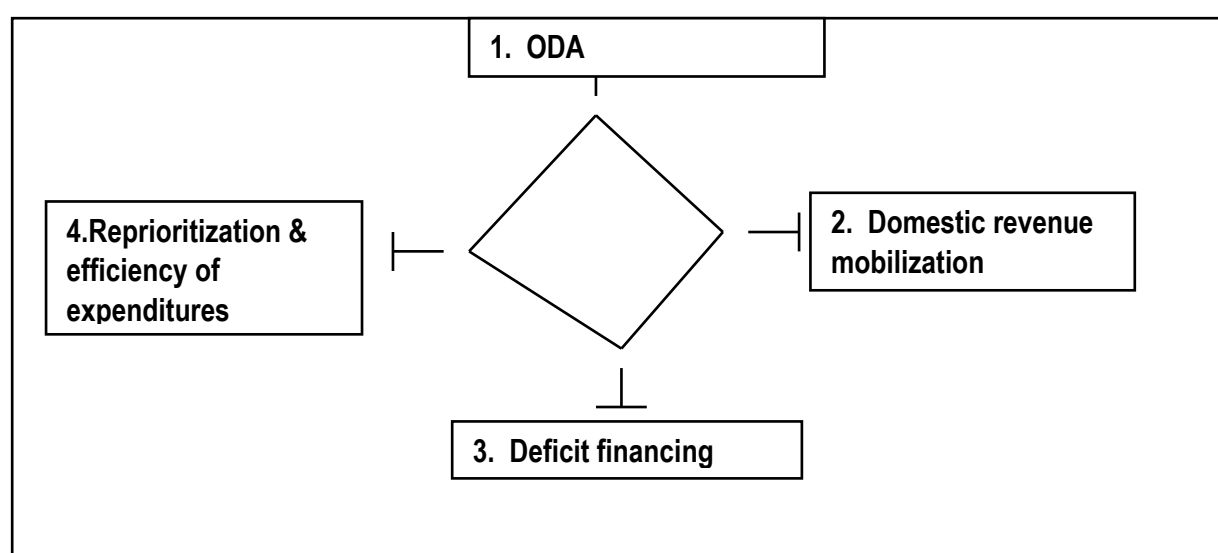 1. ODA
4.Reprioritization &
efficiency of
expenditures
2. Domestic revenue
mobilization
3. Deficit financing